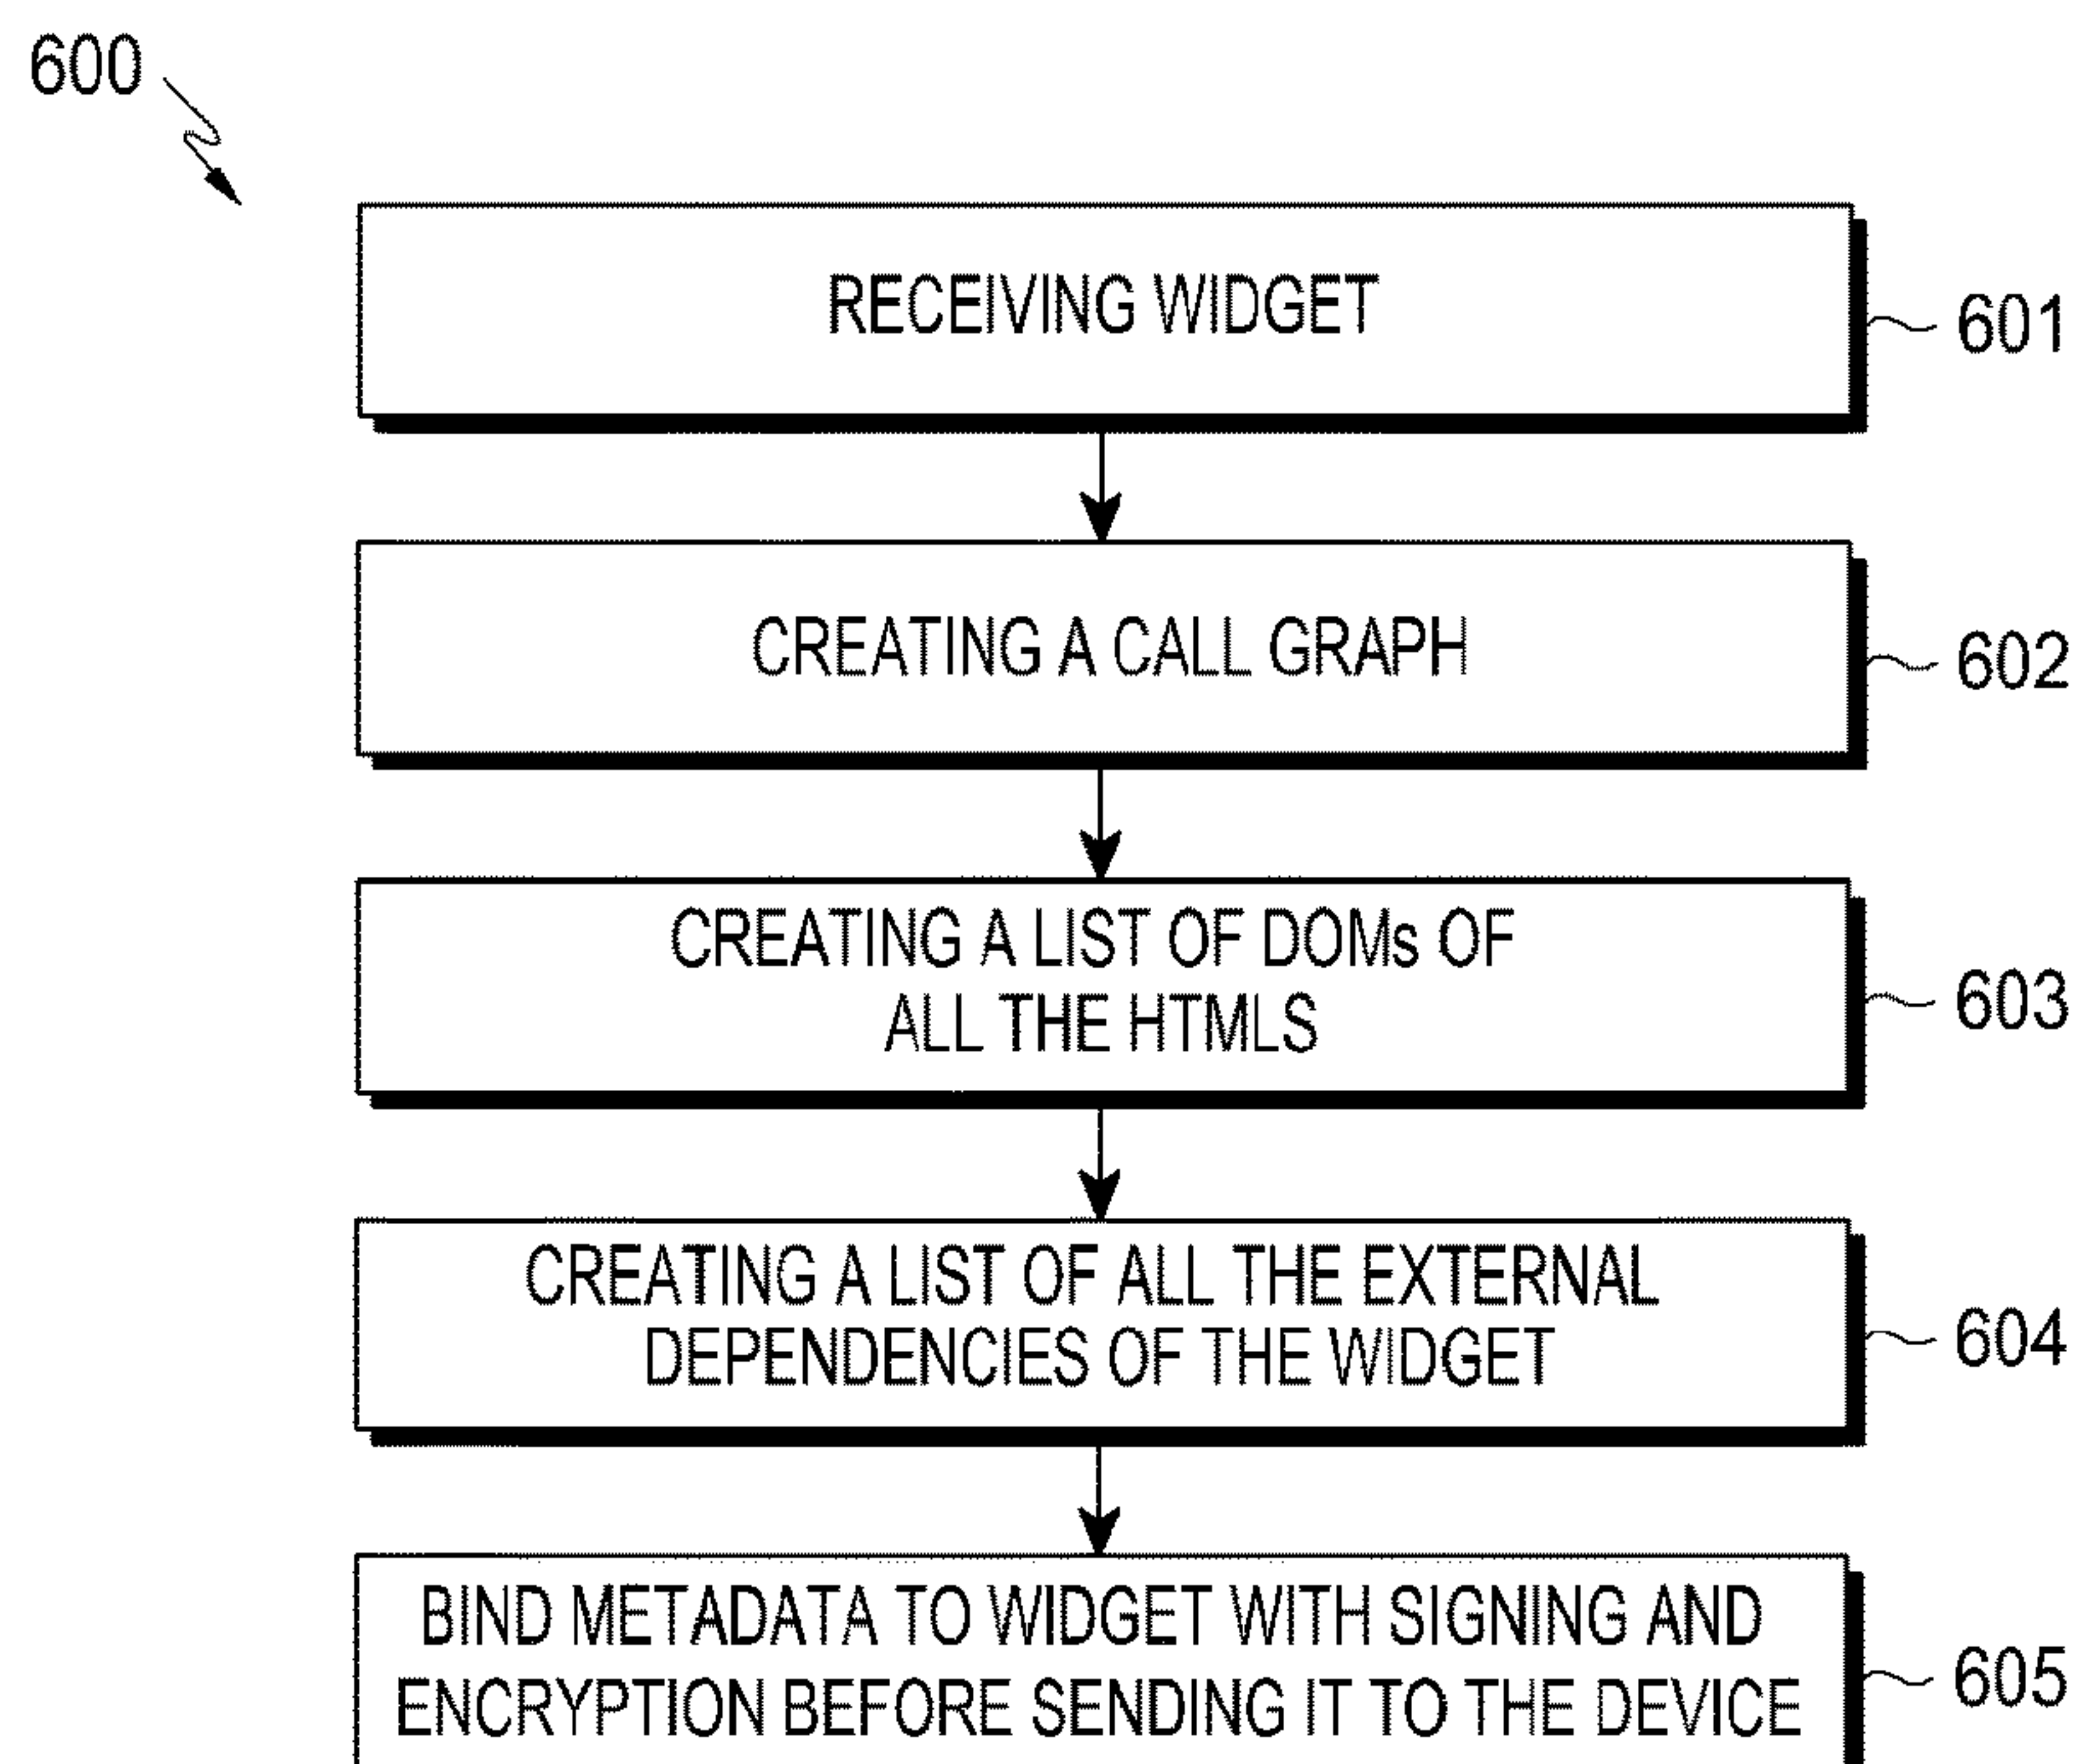 600
RECEIVING WIDGET
601
CREATING A CALL GRAPH
602
CREATING A LIST OF DOMs OF
ALL THE HTMLS
603
CREATING A LIST OF ALL THE EXTERNAL
DEPENDENCIES OF THE WIDGET
604
BIND METADATA TO WIDGET WITH SIGNING AND
ENCRYPTION BEFORE SENDING IT TO THE DEVICE
605